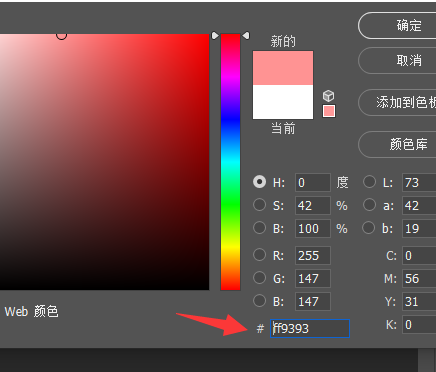 确定
新的
取消
添加到色板
当前
颜色库
H: 0 度 L: 73
S: 42 % a: 42
B: 100 % b: 19
R: 255 C: 0
G: 147 M: 56
B: 147 Y: 31
Web 颜色 K: 0
# ff9393